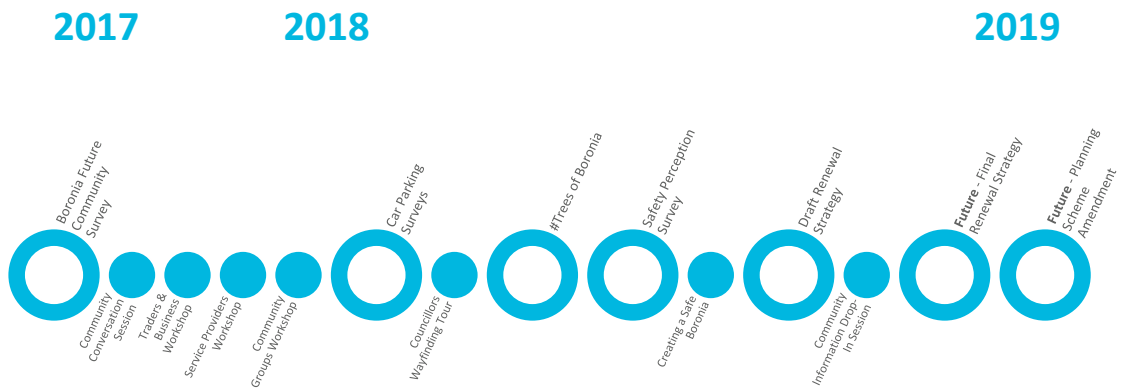 2017
2018
2019
Boronia Future
Community
Survey
Community
Conversation
Session
Traders &
Business
Workshop
Service Providers
Workshop
Community
Groups Workshop
Car Parking
Surveys
Councillors
Wayfinding Tour
#Trees of Boronia
Safety Perception
Survey
Creating a Safe
Boronia
Draft Renewal
Strategy
Community
Information Drop-
In Session
Future - Final
Renewal Strategy
Future - Planning
Scheme
Amendment